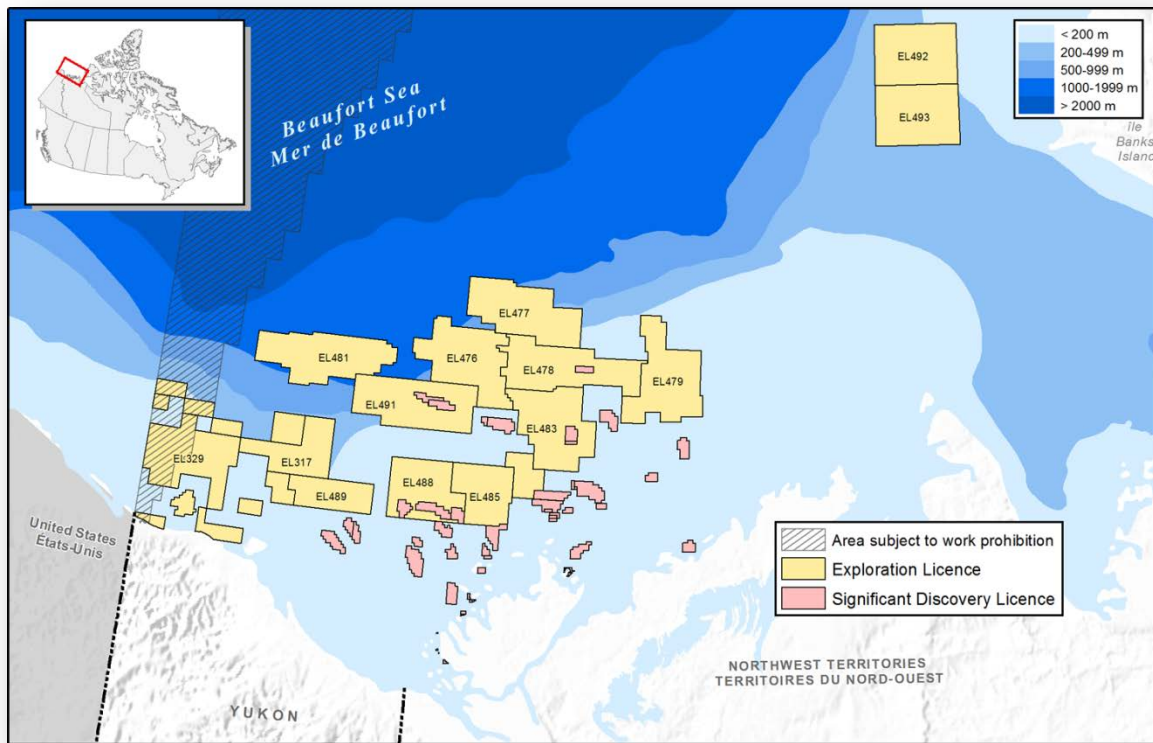 Beaufort Sea
Mer de Beaufort
< 200 m
200-499 m
500-999 m
1000-1999 m
> 2000 m
EL492
EL493
île
Banks
Island
EL477
EL481
EL476
EL478
EL479
EL491
EL483
EL329
EL317
EL489
EL488
EL485
United States
États-Unis
Area subject to work prohibition
Exploration Licence
Significant Discovery Licence
NORTHWEST TERRITORIES
TERRITOIRES DU NORD-OUEST
YUKON